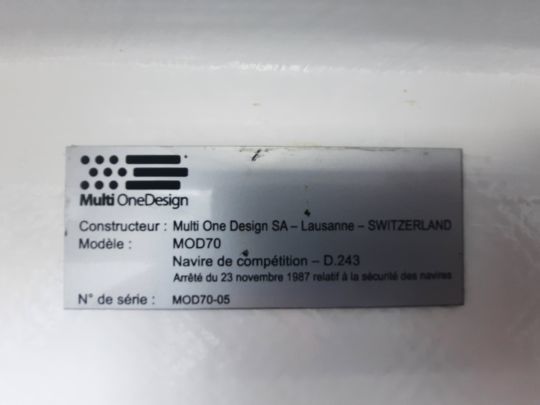 Multi OneDesign
Constructeur : Multi One Design SA – Lausanne – SWITZERLAND
Modèle : MOD70
Navire de compétition – D.243
Arrêté du 23 novembre 1987 relatif à la sécurité des navires
N° de série : MOD70-05